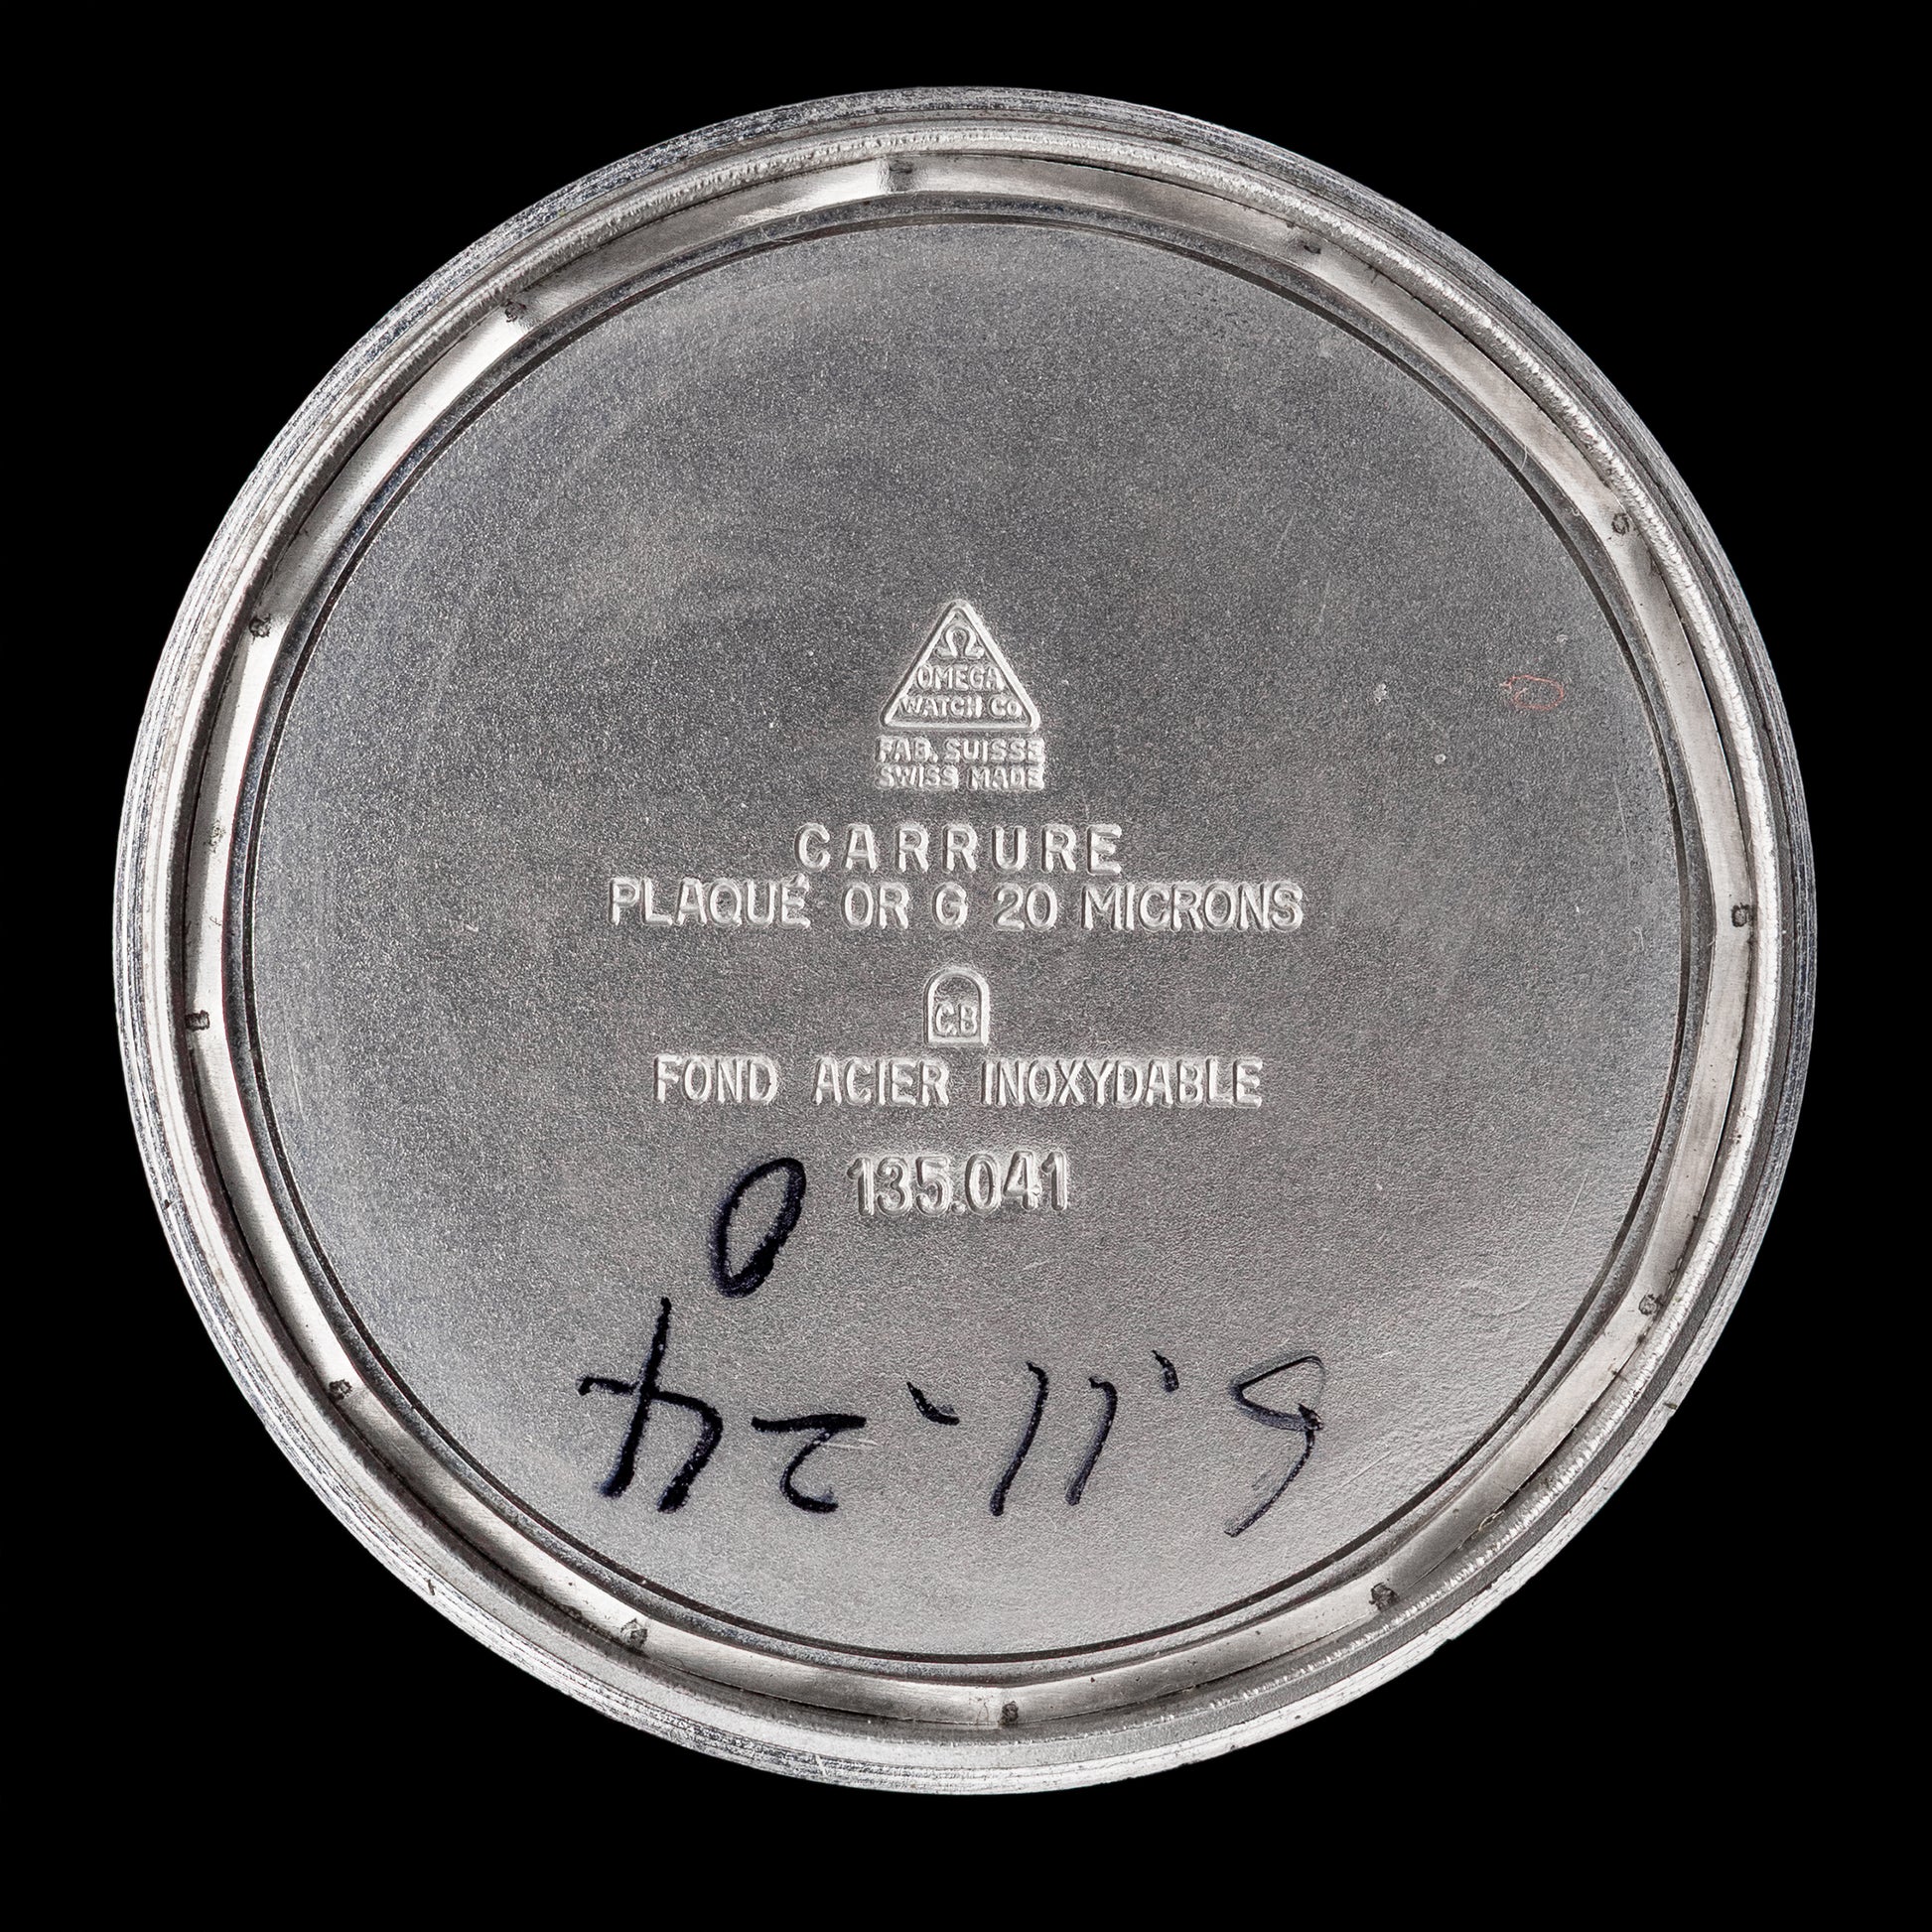 Ω
OMEGA
WATCH Co
FAB. SUISSE
SWISS MADE
CARRURE
PLAQUÉ OR G 20 MICRONS
CB
FOND ACIER INOXYDABLE
135.041
6.11.24
0